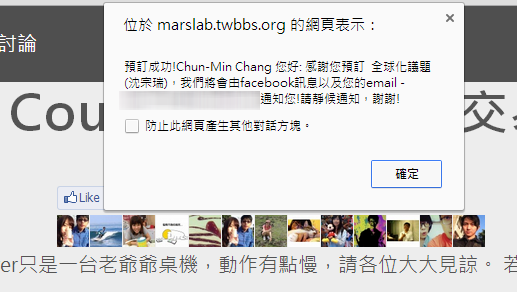 討論
位於 marslab.twbbs.org 的網頁表示：
預訂成功!Chun-Min Chang 您好: 感謝您預訂 全球化議題
(沈宗瑞)，我們將會由facebook訊息以及您的email -
通知您!請靜候通知，謝謝!
防止此網頁產生其他對話方塊。
確定
Cou
交
Like
er只是一台老爺爺桌機，動作有點慢，請各位大大見諒。 若